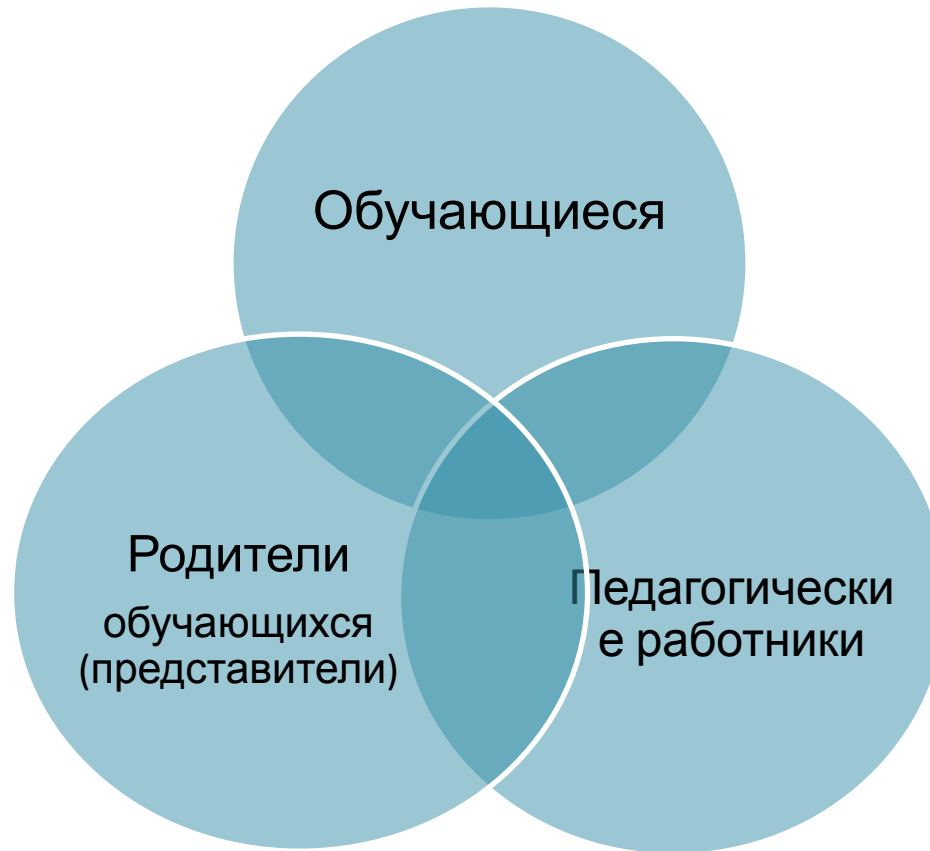 Обучающиеся
Родители
обучающихся
(представители)
Педагогически
е работники